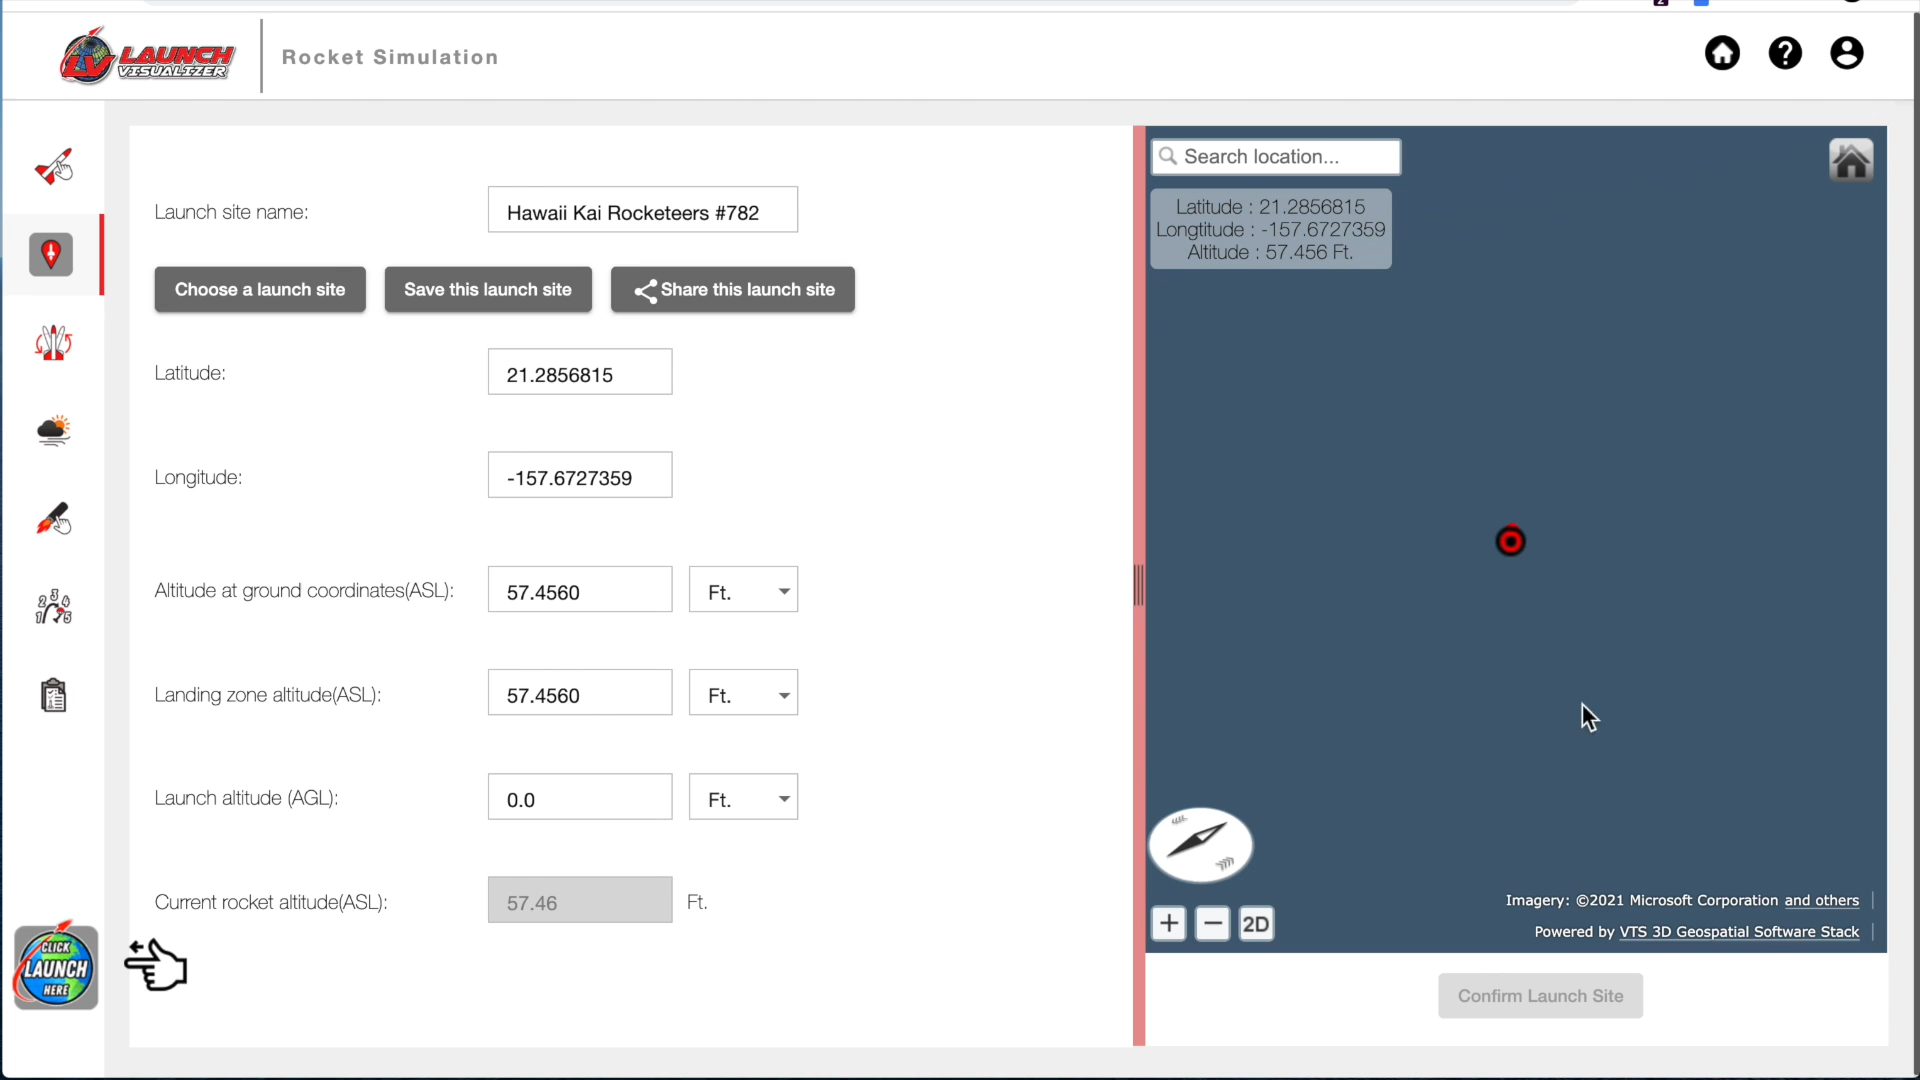 LAUNCH
VISUALIZER
Rocket Simulation
Launch site name:
Hawaii Kai Rocketeers #782
Choose a launch site
Save this launch site
Share this launch site
Latitude:
21.2856815
Longitude:
-157.6727359
Altitude at ground coordinates(ASL):
57.4560
Ft.
Landing zone altitude(ASL):
57.4560
Ft.
Launch altitude (AGL):
0.0
Ft.
Current rocket altitude(ASL):
57.46
Ft.
CLICK
LAUNCH
HERE
Search location...
Latitude : 21.2856815
Longtitude : -157.6727359
Altitude : 57.456 Ft.
+
−
2D
Imagery: ©2021 Microsoft Corporation and others
Powered by VTS 3D Geospatial Software Stack
Confirm Launch Site